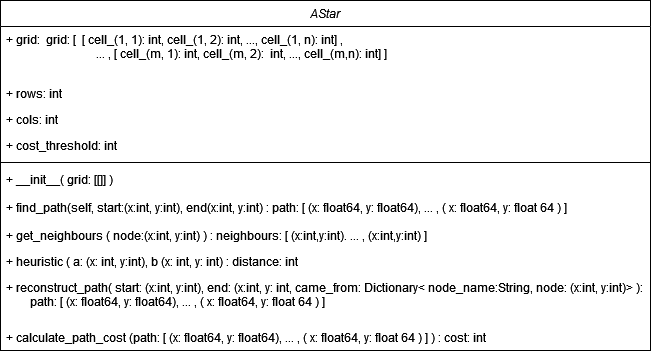 AStar
+ grid: grid: [ [ cell_(1, 1): int, cell_(1, 2): int, ..., cell_(1, n): int] ,
... , [ cell_(m, 1): int, cell_(m, 2): int, ..., cell_(m,n): int] ]
+ rows: int
+ cols: int
+ cost_threshold: int
+ __init__( grid: [[]] )
+ find_path(self, start:(x:int, y:int), end(x:int, y:int) : path: [ (x: float64, y: float64), ... , ( x: float64, y: float 64 ) ]
+ get_neighbours ( node:(x:int, y:int) ) : neighbours: [ (x:int,y:int). ... , (x:int,y:int) ]
+ heuristic ( a: (x: int, y:int), b (x: int, y: int) : distance: int
+ reconstruct_path( start: (x:int, y:int), end: (x:int, y: int, came_from: Dictionary< node_name:String, node: (x:int, y:int)> ):
path: [ (x: float64, y: float64), ... , ( x: float64, y: float 64 ) ]
+ calculate_path_cost (path: [ (x: float64, y: float64), ... , ( x: float64, y: float 64 ) ] ) : cost: int